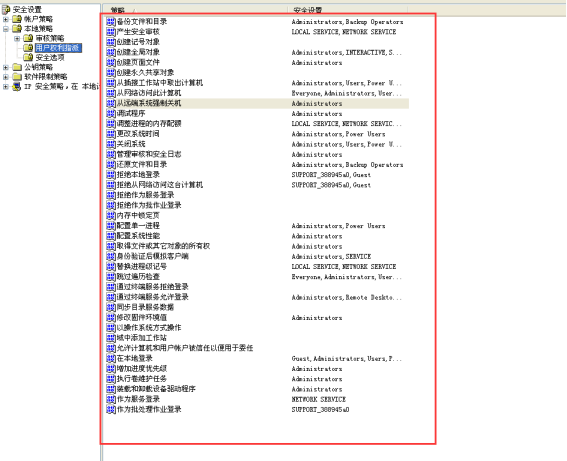 安全设置
帐户策略
本地策略
审核策略
用户权利指派
安全选项
公钥策略
软件限制策略
IP 安全策略，在 本地计
策略 安全设置
备份文件和目录 Administrators,Backup Operators
产生安全审核 LOCAL SERVICE,NETWORK SERVICE
创建记号对象
创建全局对象 Administrators,INTERACTIVE,S...
创建页面文件 Administrators
创建永久共享对象
从插接工作站中取出计算机 Administrators,Users,Power U...
从网络访问此计算机 Everyone,Administrators,User...
从远端系统强制关机 Administrators
调试程序 Administrators
调整进程的内存配额 LOCAL SERVICE,NETWORK SERVIC...
更改系统时间 Administrators,Power Users
关闭系统 Administrators,Users,Power U...
管理审核和安全日志 Administrators
还原文件和目录 Administrators,Backup Operators
拒绝本地登录 SUPPORT_388945a0,Guest
拒绝从网络访问这台计算机 SUPPORT_388945a0,Guest
拒绝作为服务登录
拒绝作为批作业登录
内存中锁定页
配置单一进程 Administrators,Power Users
配置系统性能 Administrators
取得文件或其它对象的所有权 Administrators
身份验证后模拟客户端 Administrators,SERVICE
替换进程级记号 LOCAL SERVICE,NETWORK SERVICE
跳过遍历检查 Everyone,Administrators,User...
通过终端服务拒绝登录
通过终端服务允许登录 Administrators,Remote Deskto...
同步目录服务数据
修改固件环境值 Administrators
以操作系统方式操作
域中添加工作站
允许计算机和用户帐户被信任以便用于委任
在本地登录 Guest,Administrators,Users,P...
增加进度优先级 Administrators
执行卷维护任务 Administrators
装载和卸载设备驱动程序 Administrators
作为服务登录 NETWORK SERVICE
作为批处理作业登录 SUPPORT_388945a0